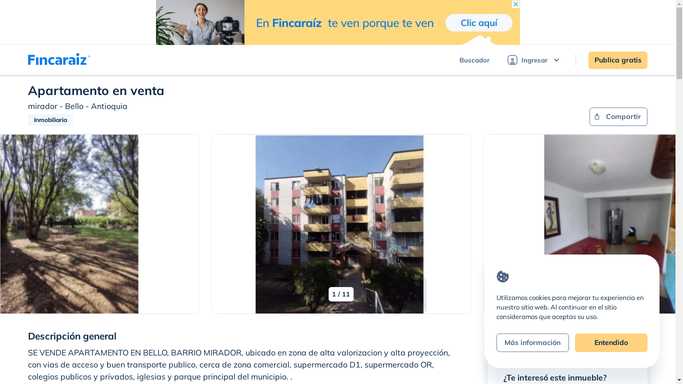 En Fincaraíz te ven porque te ven
Clic aquí
Fincaraiz
Buscador
Ingresar
Publica gratis
Apartamento en venta
mirador - Bello - Antioquia
Inmobiliaria
Compartir
1 / 11
Utilizamos cookies para mejorar tu experiencia en
nuestro sitio web. Al continuar en el sitio
consideramos que aceptas su uso.
Más información
Entendido
Descripción general
SE VENDE APARTAMENTO EN BELLO, BARRIO MIRADOR, ubicado en zona de alta valorizacion y alta proyección,
con vias de acceso y buen transporte publico, cerca de zona comercial, supermercado D1, supermercado OR,
colegios publicos y privados, iglesias y parque principal del municipio. .
¿Te interesó este inmueble?